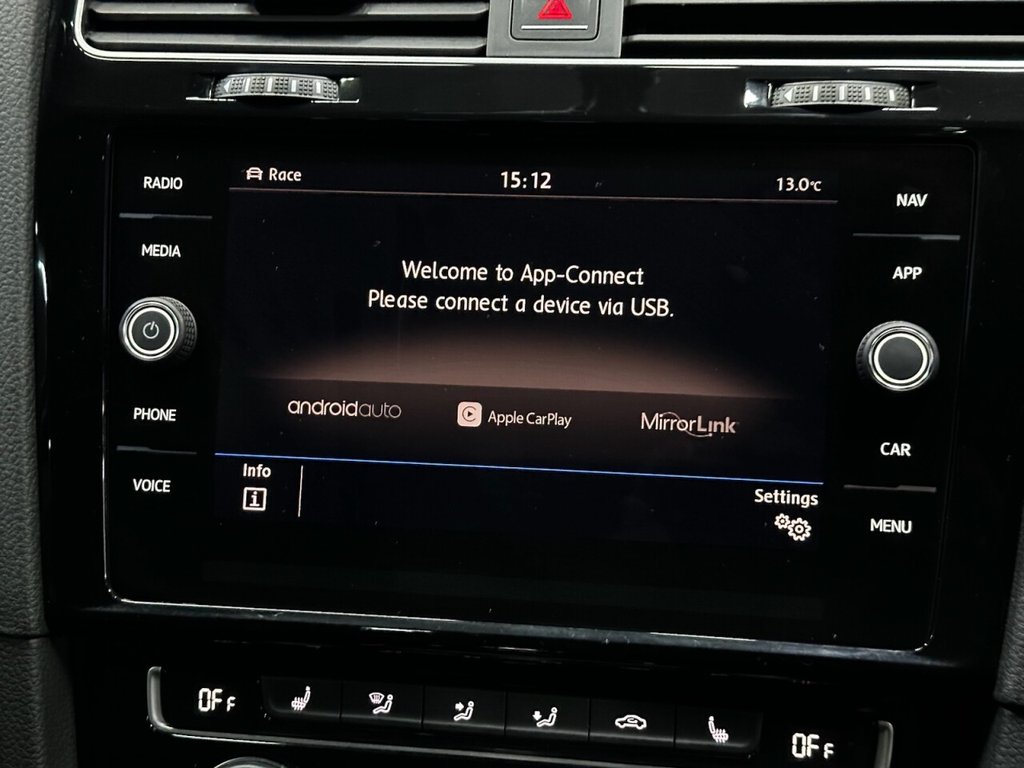 RADIO
MEDIA
PHONE
VOICE
Race
15:12
13.0°C
Welcome to App-Connect
Please connect a device via USB.
androidauto
Apple CarPlay
MirrorLink
Info
i
Settings
NAV
APP
CAR
MENU
OFF
OFF